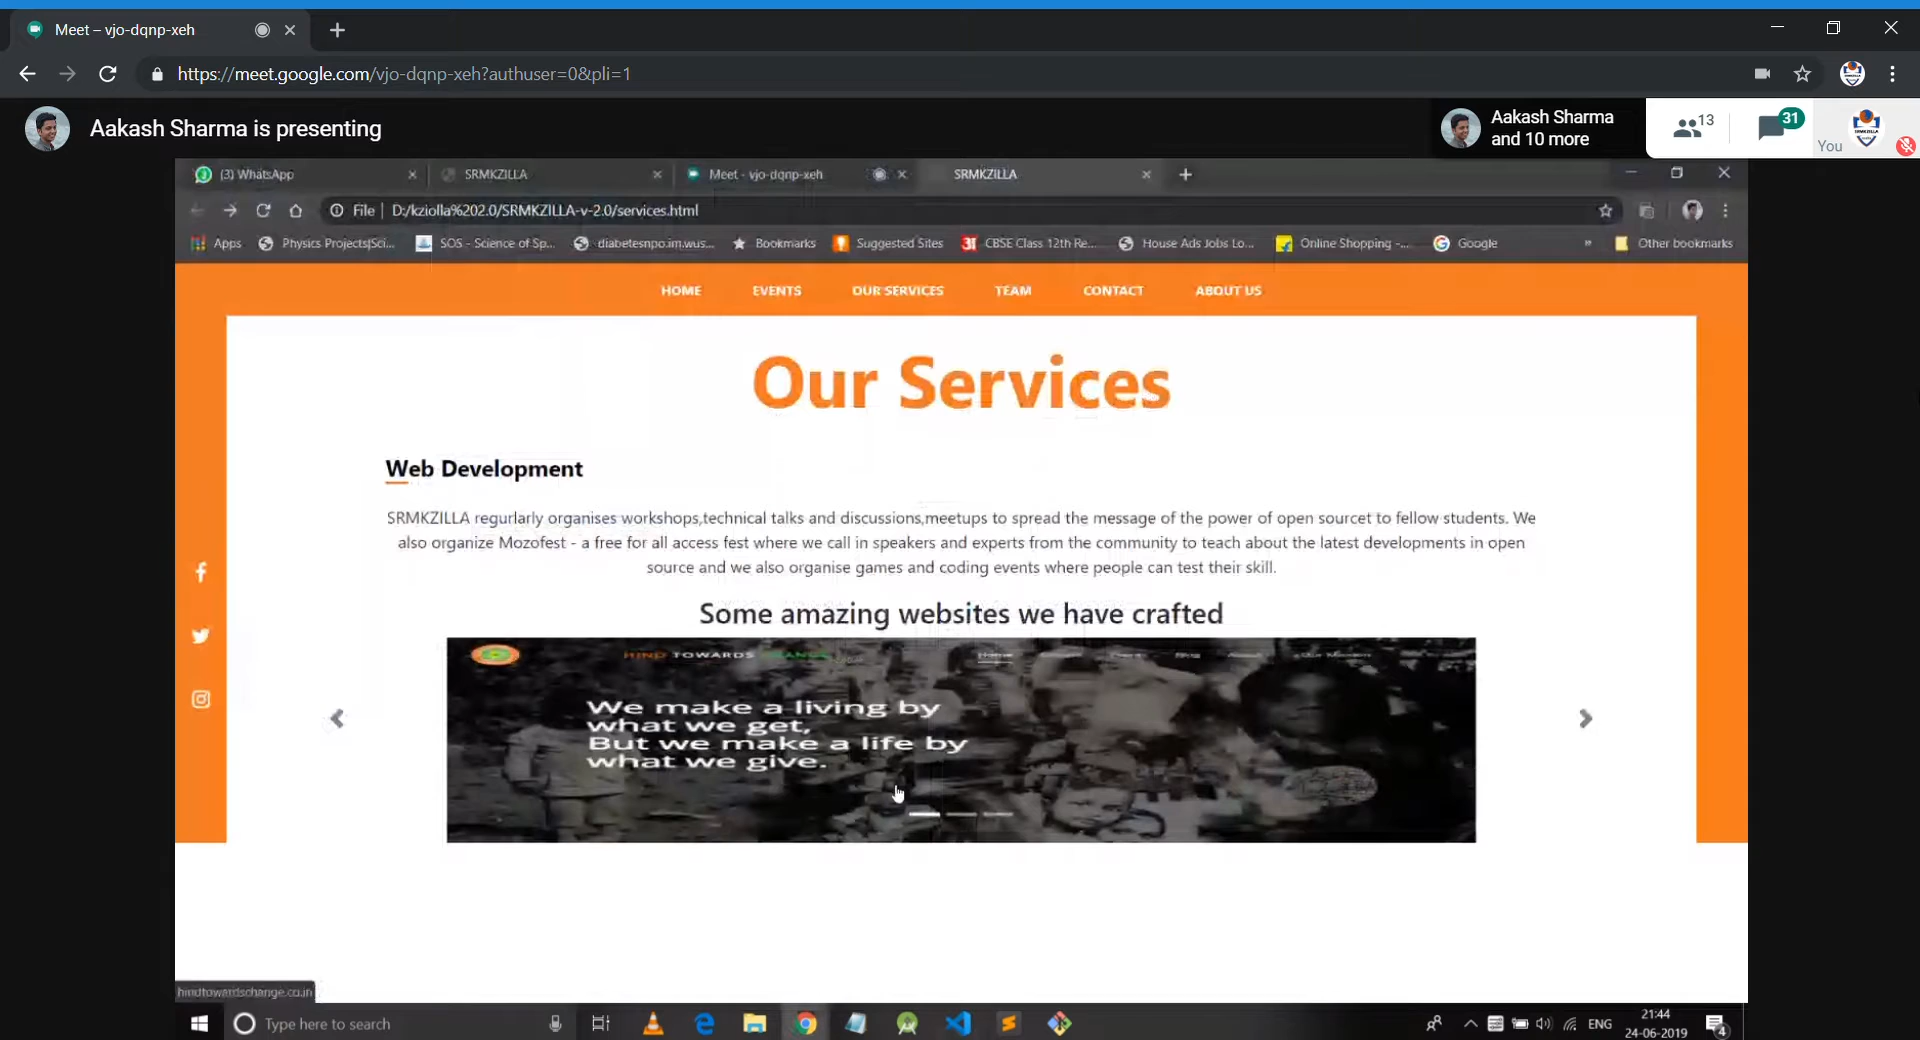 Meet – vjo-dqnp-xeh
https://meet.google.com/vjo-dqnp-xeh?authuser=0&pli=1
Aakash Sharma is presenting
Aakash Sharma
and 10 more
13
31
You
(3) WhatsApp
SRMKZILLA
Meet - vjo-dqnp-xeh
SRMKZILLA
File | D:/kziolla%202.0/SRMKZILLA-v-2.0/services.html
Apps
Physics Projects|Sci...
SOS - Science of Sp...
diabetesnpo.im.wus...
Bookmarks
Suggested Sites
CBSE Class 12th Re...
House Ads Jobs Lo...
Online Shopping -...
Google
»
Other bookmarks
HOME EVENTS OUR SERVICES TEAM CONTACT ABOUT US
Our Services
Web Development
SRMKZILLA regurlarly organises workshops,technical talks and discussions,meetups to spread the message of the power of open sourcet to fellow students. We
also organize Mozofest - a free for all access fest where we call in speakers and experts from the community to teach about the latest developments in open
source and we also organise games and coding events where people can test their skill.
Some amazing websites we have crafted
HIND TOWARDS CHANGE
Home
Blog
We make a living by
what we get,
But we make a life by
what we give.
hindtowardschange.co.in
Type here to search
ENG
21:44
24-06-2019
4